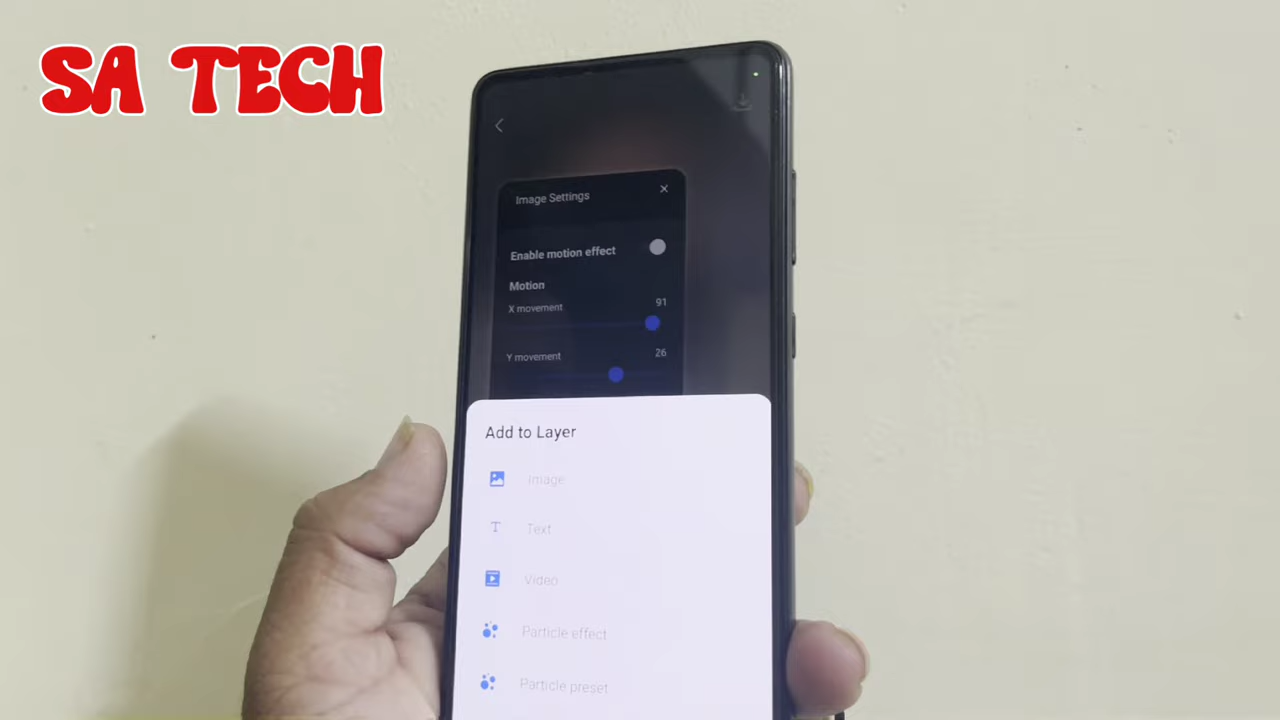 SA TECH
Image Settings
Enable motion effect
Motion
X movement 91
Y movement 26
Add to Layer
Image
Text
Video
Particle effect
Particle preset